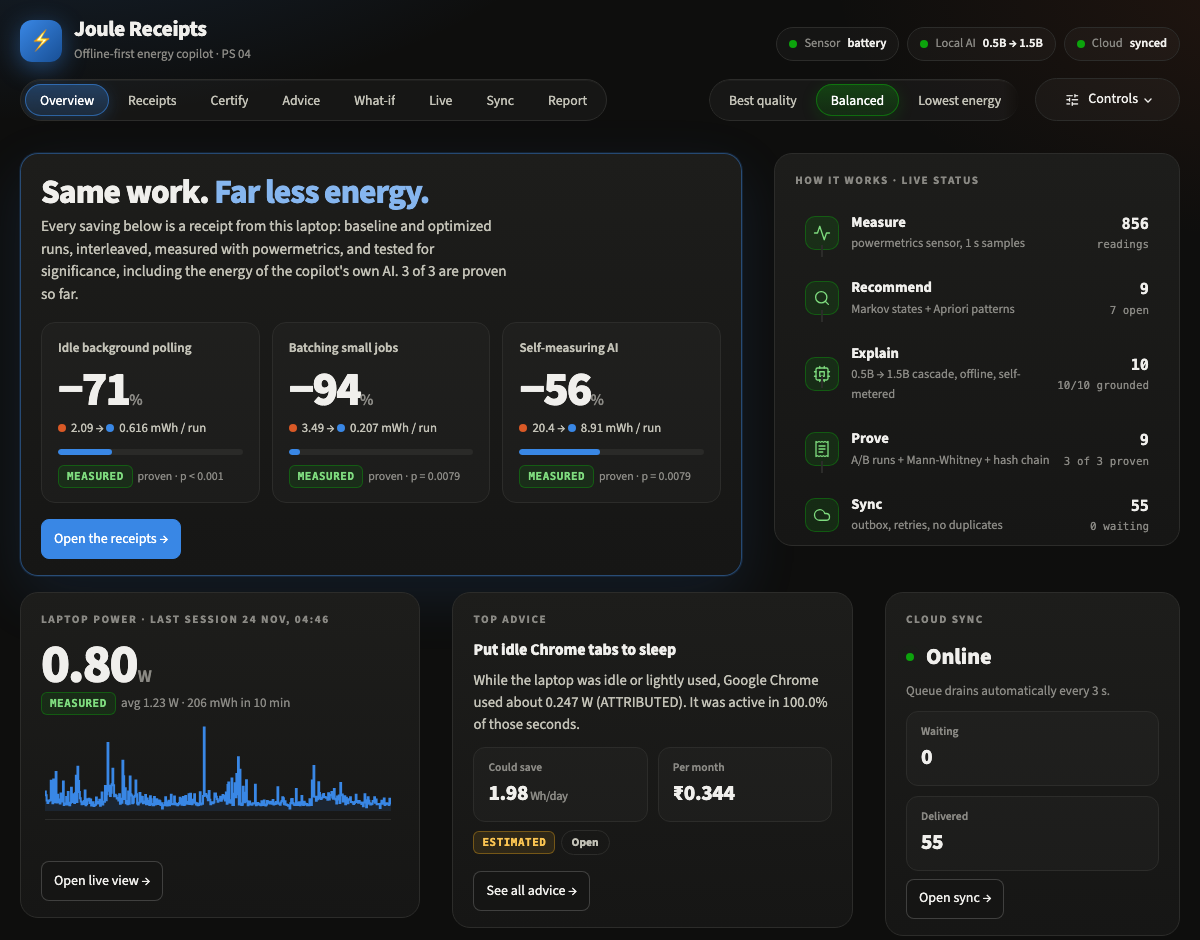 ⚡ Joule Receipts
Offline-first energy copilot · PS 04
Sensor battery
Local AI 0.5B → 1.5B
Cloud synced
Overview Receipts Certify Advice What-if Live Sync Report
Best quality Balanced Lowest energy
Controls
Same work. Far less energy.
Every saving below is a receipt from this laptop: baseline and optimized
runs, interleaved, measured with powermetrics, and tested for
significance, including the energy of the copilot's own AI. 3 of 3 are proven
so far.
Idle background polling
−71%
2.09 → 0.616 mWh / run
MEASURED proven · p < 0.001
Batching small jobs
−94%
3.49 → 0.207 mWh / run
MEASURED proven · p = 0.0079
Self-measuring AI
−56%
20.4 → 8.91 mWh / run
MEASURED proven · p = 0.0079
Open the receipts →
HOW IT WORKS · LIVE STATUS
Measure 856
powermetrics sensor, 1 s samples readings
Recommend 9
Markov states + Apriori patterns 7 open
Explain 10
0.5B → 1.5B cascade, offline, self- 10/10 grounded
metered
Prove 9
A/B runs + Mann-Whitney + hash chain 3 of 3 proven
Sync 55
outbox, retries, no duplicates 0 waiting
LAPTOP POWER · LAST SESSION 24 NOV, 04:46
0.80W
MEASURED avg 1.23 W · 206 mWh in 10 min
Open live view →
TOP ADVICE
Put idle Chrome tabs to sleep
While the laptop was idle or lightly used, Google Chrome
used about 0.247 W (ATTRIBUTED). It was active in 100.0%
of those seconds.
Could save
1.98 Wh/day
Per month
₹0.344
ESTIMATED Open
See all advice →
CLOUD SYNC
Online
Queue drains automatically every 3 s.
Waiting
0
Delivered
55
Open sync →